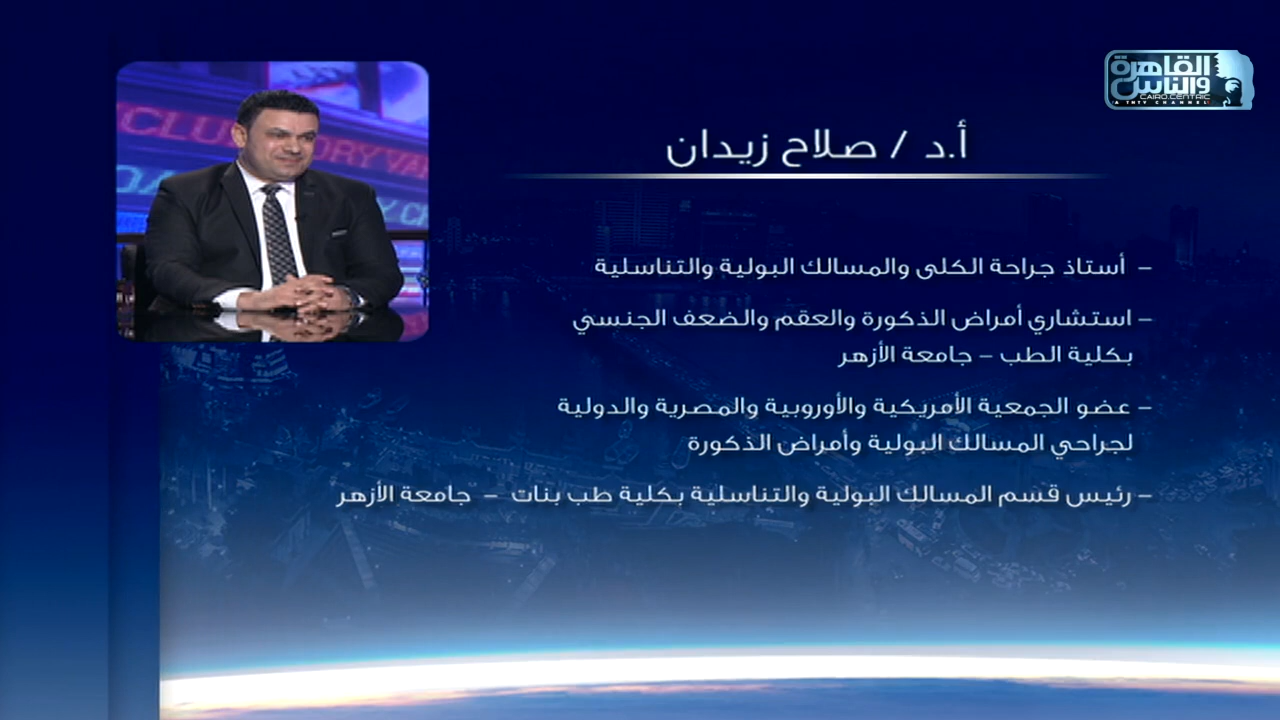 القاهرة
والناس
CAIRO.CENTRIC
A TNTV CHANNEL
أ.د / صلاح زيدان
- أستاذ جراحة الكلى والمسالك البولية والتناسلية
- استشاري أمراض الذكورة والعقم والضعف الجنسي
بكلية الطب - جامعة الأزهر
- عضو الجمعية الأمريكية والأوروبية والمصرية والدولية
لجراحي المسالك البولية وأمراض الذكورة
- رئيس قسم المسالك البولية والتناسلية بكلية طب بنات - جامعة الأزهر